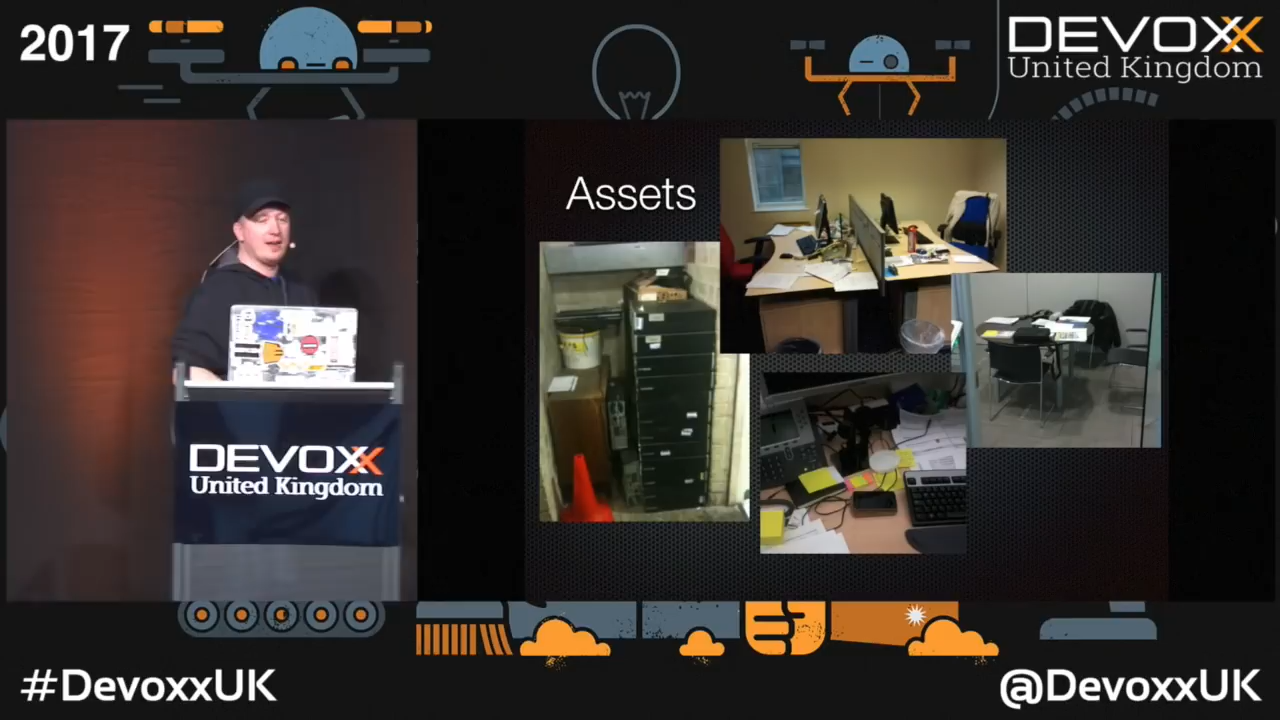 2017
DEVOXX
United Kingdom
Assets
DEVOXX
United Kingdom
#DevoxxUK
@DevoxxUK